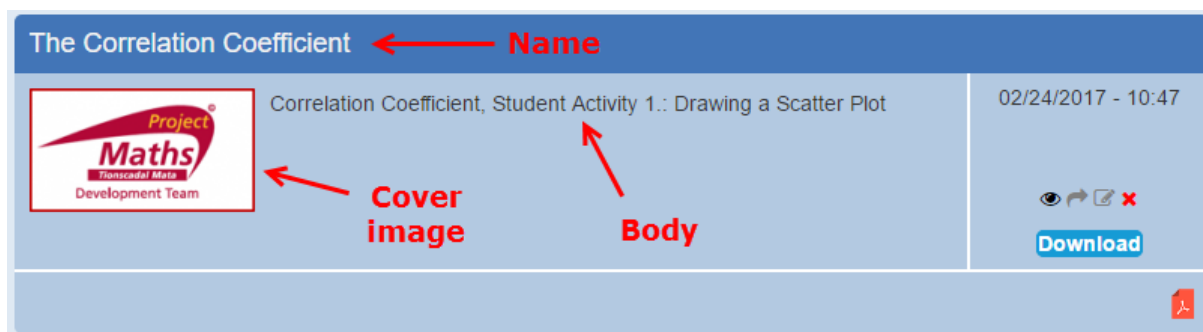 The Correlation Coefficient
Name
Correlation Coefficient, Student Activity 1.: Drawing a Scatter Plot
02/24/2017 - 10:47
©
Project
Maths
Tionscadal Mata
Development Team
Cover
image
Body
Download